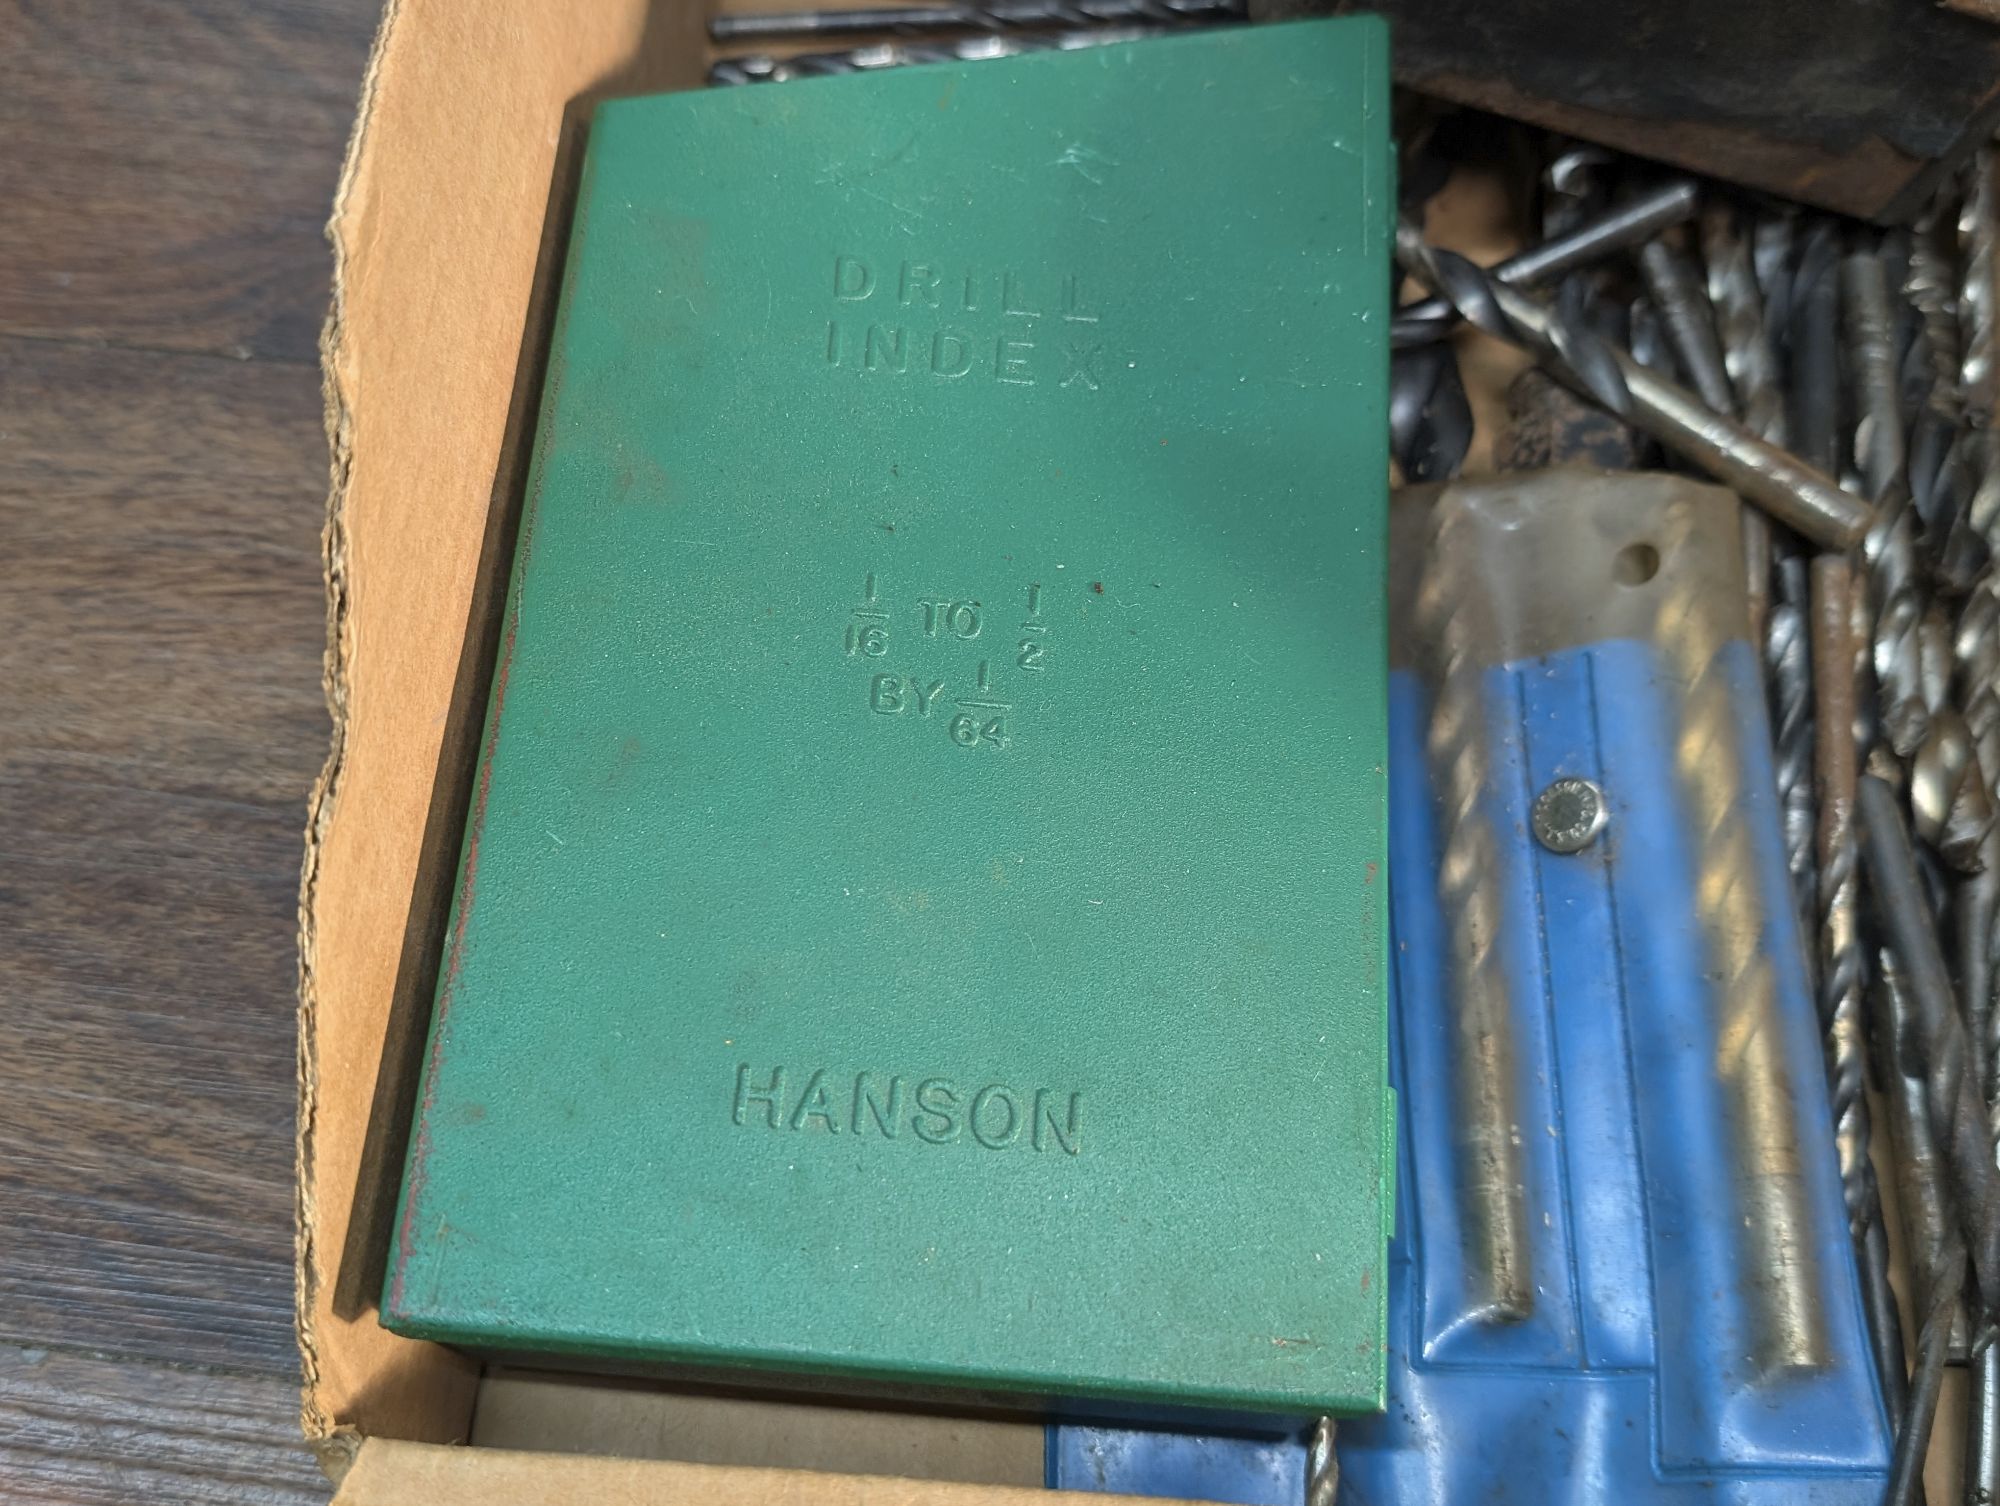 DRILL
INDEX
1/16 TO 1/2
BY 1/64
HANSON